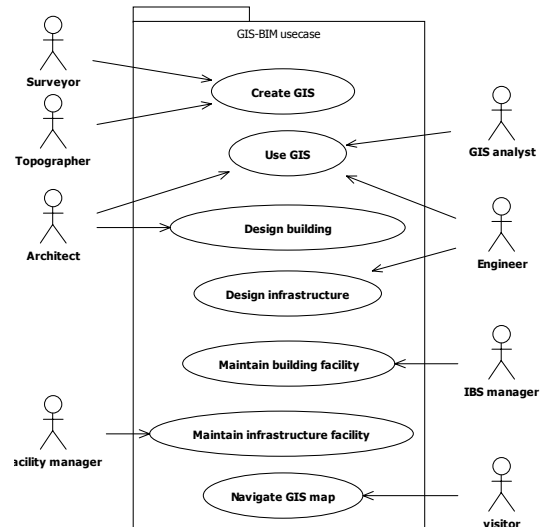 GIS-BIM usecase
Surveyor
Create GIS
Topographer
Use GIS
GIS analyst
Architect
Design building
Engineer
Design infrastructure
Maintain building facility
IBS manager
acility manager
Maintain infrastructure facility
Navigate GIS map
visitor